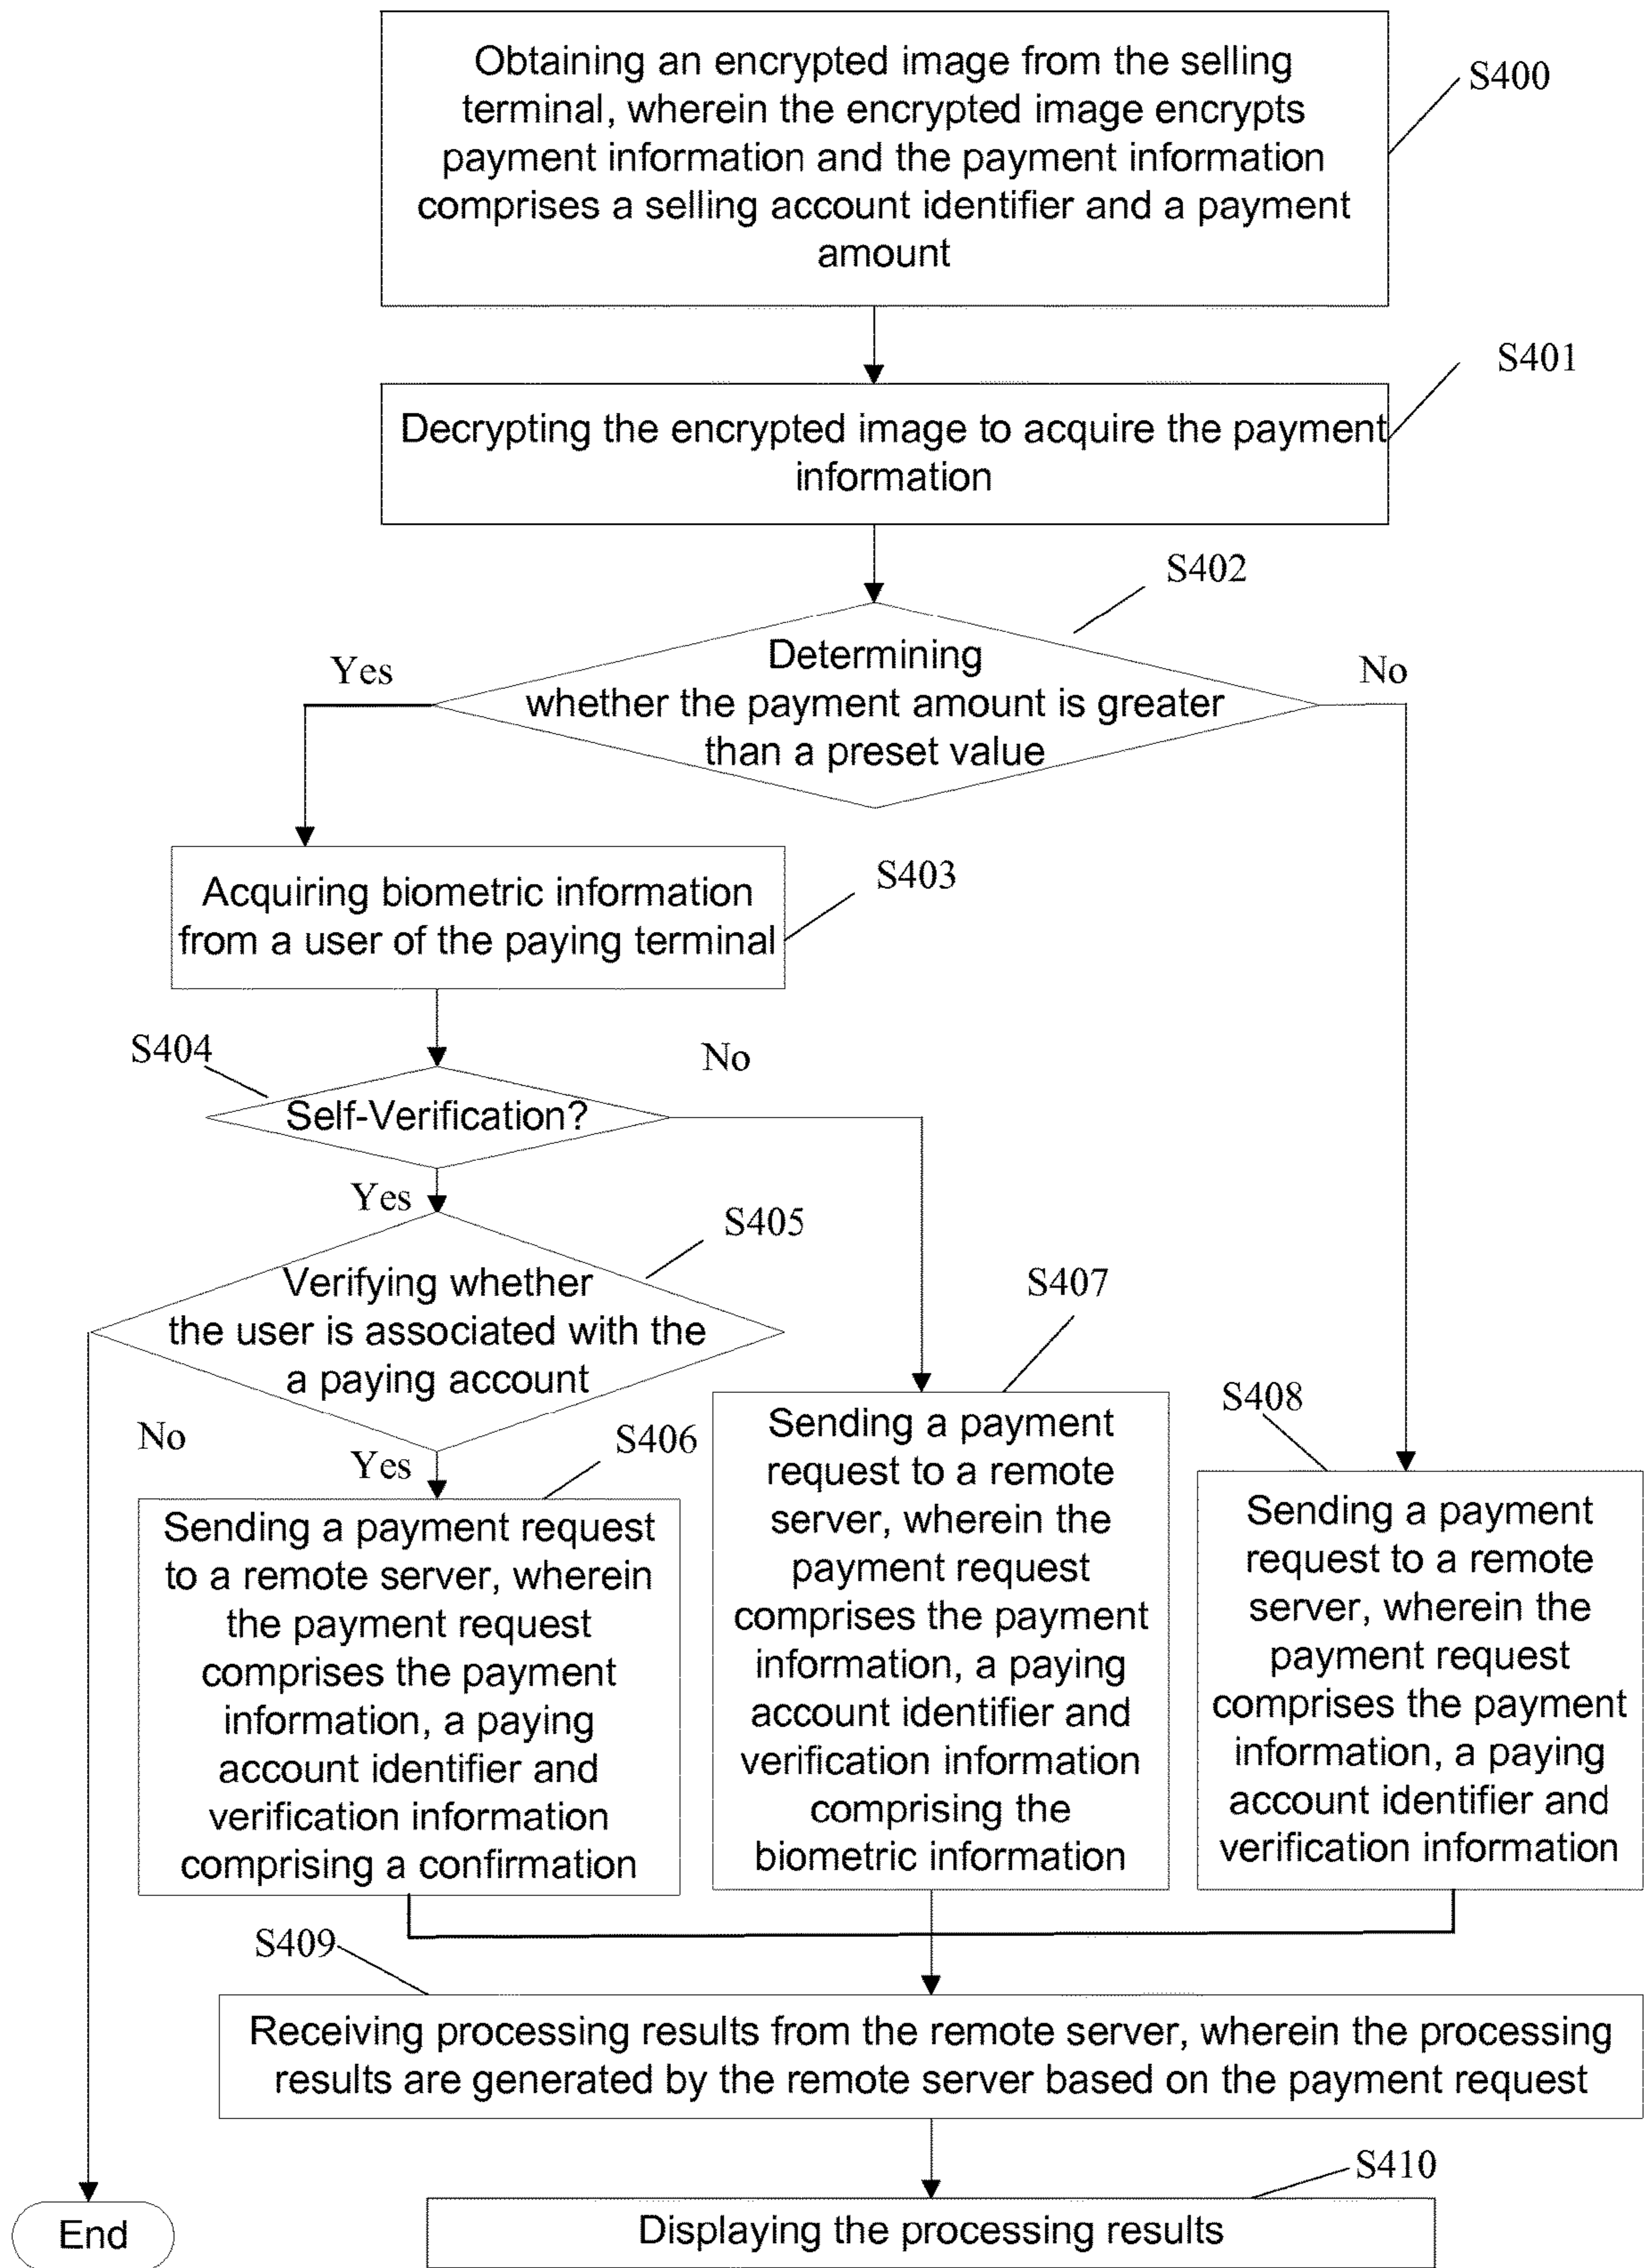 Obtaining an encrypted image from the selling
terminal, wherein the encrypted image encrypts
payment information and the payment information
comprises a selling account identifier and a payment
amount
S400
S401
Decrypting the encrypted image to acquire the payment
information
S402
Determining
whether the payment amount is greater
than a preset value
Yes
No
Acquiring biometric information
from a user of the paying terminal
S403
S404
Self-Verification?
No
Yes
S405
Verifying whether
the user is associated with the
a paying account
No
Yes
S406
Sending a payment request
to a remote server, wherein
the payment request
comprises the payment
information, a paying
account identifier and
verification information
comprising a confirmation
S407
Sending a payment
request to a remote
server, wherein the
payment request
comprises the payment
information, a paying
account identifier and
verification information
comprising the
biometric information
S408
Sending a payment
request to a remote
server, wherein the
payment request
comprises the payment
information, a paying
account identifier and
verification information
S409
Receiving processing results from the remote server, wherein the processing
results are generated by the remote server based on the payment request
S410
Displaying the processing results
End